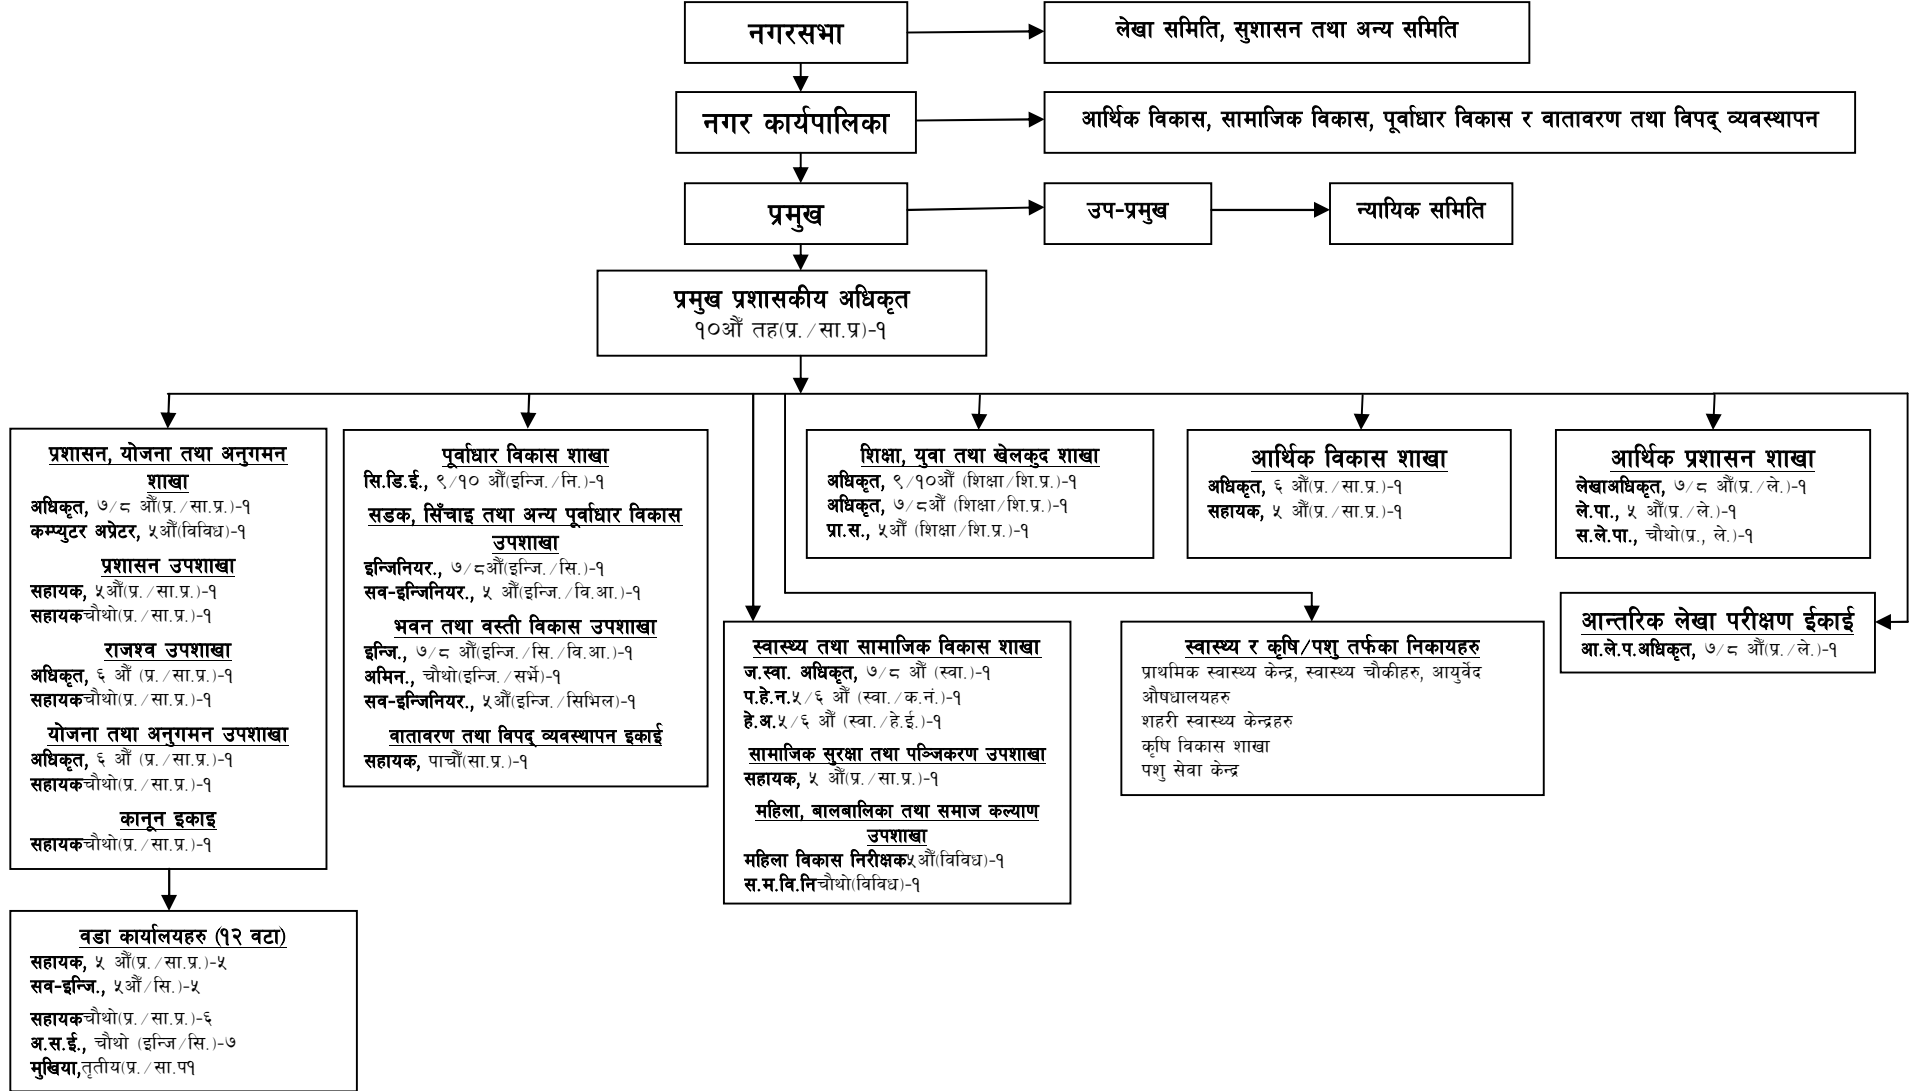 नगरसभा
लेखा समिति, सुशासन तथा अन्य समिति
नगर कार्यपालिका
आर्थिक विकास, सामाजिक विकास, पूर्वाधार विकास र वातावरण तथा विपद् व्यवस्थापन
प्रमुख
उप-प्रमुख
न्यायिक समिति
प्रमुख प्रशासकीय अधिकृत
१०औँ तह(प्र./सा.प्र)-१
प्रशासन, योजना तथा अनुगमन
शाखा
अधिकृत, ७/८ औँ(प्र./सा.प्र.)-१
कम्प्युटर अप्रेटर, ५औँ(विविध)-१
प्रशासन उपशाखा
सहायक, ५औँ(प्र./सा.प्र.)-१
सहायकचौथो(प्र./सा.प्र.)-१
राजश्व उपशाखा
अधिकृत, ६ औँ (प्र./सा.प्र.)-१
सहायकचौथो(प्र./सा.प्र.)-१
योजना तथा अनुगमन उपशाखा
अधिकृत, ६ औँ (प्र./सा.प्र.)-१
सहायकचौथो(प्र./सा.प्र.)-१
कानून इकाइ
सहायकचौथो(प्र./सा.प्र.)-१
वडा कार्यालयहरु (१२ वटा)
सहायक, ५ औँ(प्र./सा.प्र.)-५
सव-इन्जि., ५औँ/सि.)-५
सहायकचौथो(प्र./सा.प्र.)-६
अ.स.ई., चौथो (इन्जि/सि.)-७
मुखिया,तृतीय(प्र./सा.प१
पूर्वाधार विकास शाखा
सि.डि.ई., ९/१० औँ(इन्जि./नि.)-१
सडक, सिँचाइ तथा अन्य पूर्वाधार विकास
उपशाखा
इन्जिनियर., ७/८औँ(इन्जि./सि.)-१
सव-इन्जिनियर., ५ औँ(इन्जि./वि.आ.)-१
भवन तथा वस्ती विकास उपशाखा
इन्जि., ७/८ औँ(इन्जि./सि./वि.आ.)-१
अमिन., चौथो(इन्जि./सर्भे)-१
सव-इन्जिनियर., ५औँ(इन्जि./सिभिल)-१
वातावरण तथा विपद् व्यवस्थापन इकाई
सहायक, पाचौँ(सा.प्र.)-१
स्वास्थ्य तथा सामाजिक विकास शाखा
ज.स्वा. अधिकृत, ७/८ औँ (स्वा.)-१
प.हे.न.५/६ औँ (स्वा./क.नं.)-१
हे.अ.५/६ औँ (स्वा./हे.ई.)-१
सामाजिक सुरक्षा तथा पञ्जिकरण उपशाखा
सहायक, ५ औँ(प्र./सा.प्र.)-१
महिला, बालबालिका तथा समाज कल्याण
उपशाखा
महिला विकास निरीक्षक५औँ(विविध)-१
स.म.वि.निचौथो(विविध)-१
शिक्षा, युवा तथा खेलकुद शाखा
अधिकृत, ९/१०औँ (शिक्षा/शि.प्र.)-१
अधिकृत, ७/८औँ (शिक्षा/शि.प्र.)-१
प्रा.स., ५औँ (शिक्षा/शि.प्र.)-१
स्वास्थ्य र कृषि/पशु तर्फका निकायहरु
प्राथमिक स्वास्थ्य केन्द्र, स्वास्थ्य चौकीहरु, आयुर्वेद
औषधालयहरु
शहरी स्वास्थ्य केन्द्रहरु
कृषि विकास शाखा
पशु सेवा केन्द्र
आर्थिक विकास शाखा
अधिकृत, ६ औँ(प्र./सा.प्र.)-१
सहायक, ५ औँ(प्र./सा.प्र.)-१
आर्थिक प्रशासन शाखा
लेखाअधिकृत, ७/८ औँ(प्र./ले.)-१
ले.पा., ५ औँ(प्र./ले.)-१
स.ले.पा., चौथो(प्र., ले.)-१
आन्तरिक लेखा परीक्षण ईकाई
आ.ले.प.अधिकृत, ७/८ औँ(प्र./ले.)-१